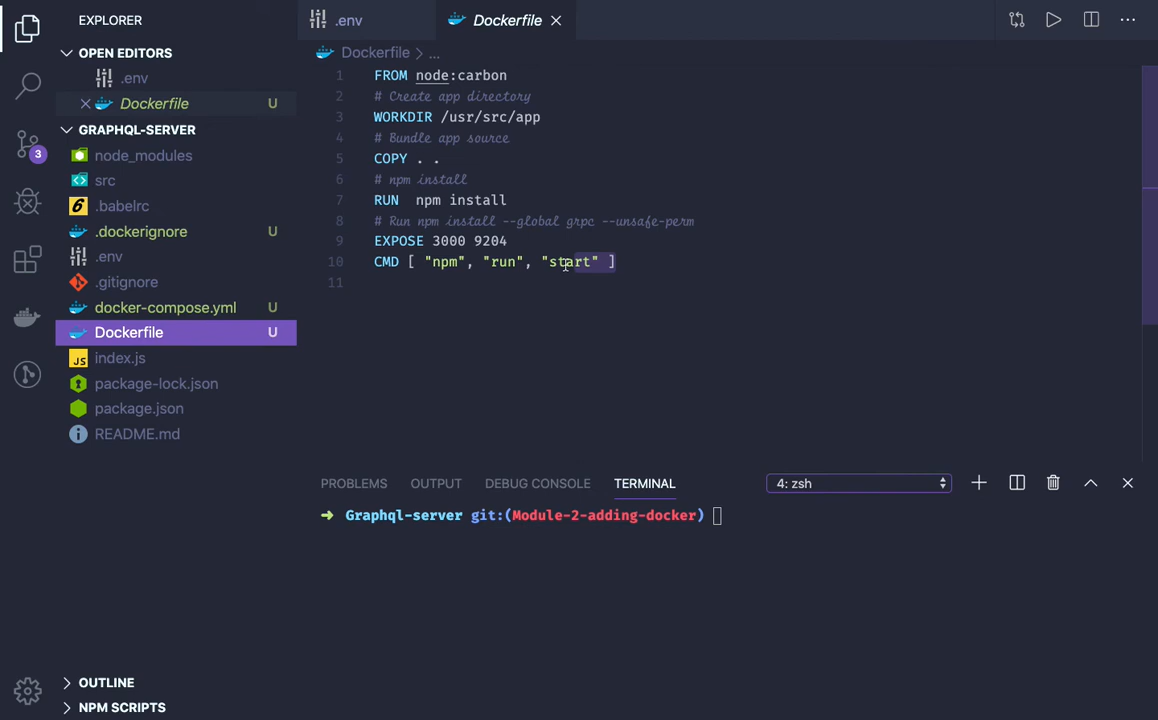 EXPLORER
OPEN EDITORS
.env
Dockerfile U
GRAPHQL-SERVER
3
node_modules
src
6 .babelrc
.dockerignore U
.env
.gitignore
docker-compose.yml U
Dockerfile U
JS index.js
package-lock.json
package.json
i README.md
OUTLINE
NPM SCRIPTS
.env
Dockerfile
Dockerfile > ...
1 FROM node:carbon
2 # Create app directory
3 WORKDIR /usr/src/app
4 # Bundle app source
5 COPY . .
6 # npm install
7 RUN  npm install
8 # Run npm install --global grpc --unsafe-perm
9 EXPOSE 3000 9204
10 CMD [ "npm", "run", "start" ]
11
PROBLEMS OUTPUT DEBUG CONSOLE TERMINAL 4: zsh
➜ Graphql-server git:(Module-2-adding-docker)